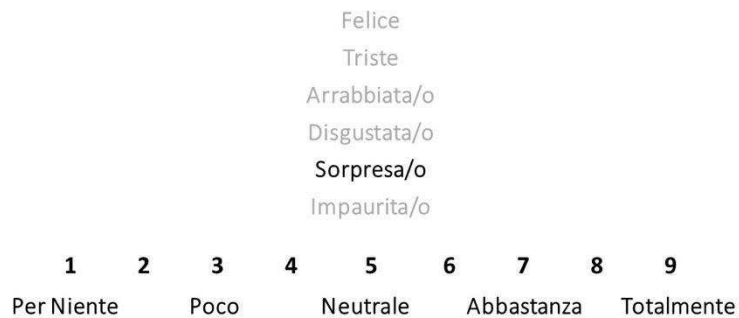 Felice
Triste
Arrabbiata/o
Disgustata/o
Sorpresa/o
Impaurita/o
1 2 3 4 5 6 7 8 9
Per Niente Poco Neutrale Abbastanza Totalmente